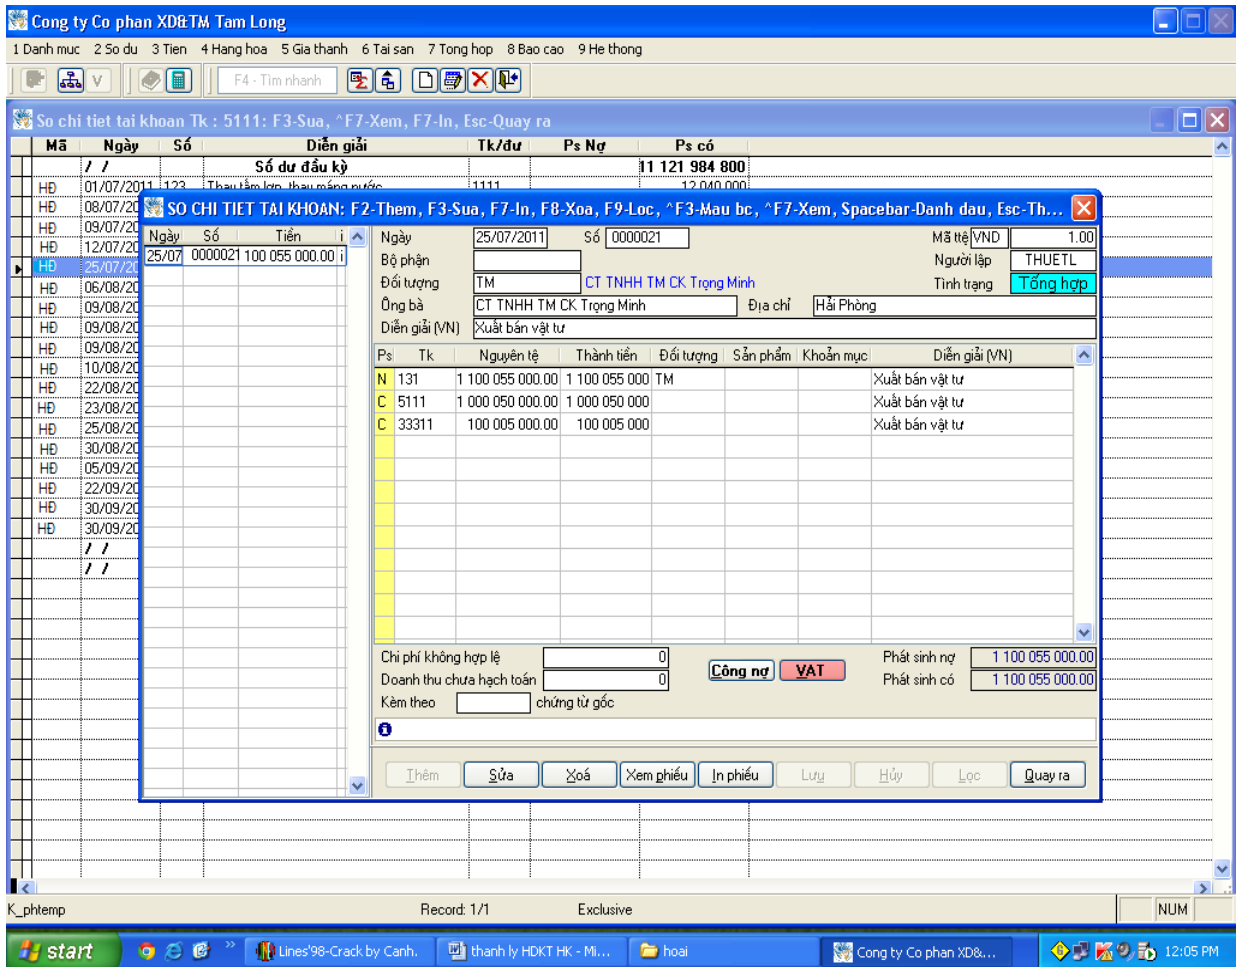 Cong ty Co phan XD&TM Tam Long
1 Danh muc 2 So du 3 Tien 4 Hang hoa 5 Gia thanh 6 Tai san 7 Tong hop 8 Bao cao 9 He thong
V F4 - Tìm nhanh
So chi tiet tai khoan Tk : 5111: F3-Sua, ^F7-Xem, F7-In, Esc-Quay ra
Mã Ngày Số Diễn giải Tk/đư Ps Nợ Ps có
/ / Số dư đầu kỳ 11 121 984 800
HĐ 01/07/2011 123 Thay tấm lợp, thay máng nước 1111 12 040 000
HĐ 08/07/20
HĐ 09/07/20
HĐ 12/07/20
HĐ 25/07/20
HĐ 06/08/20
HĐ 09/08/20
HĐ 09/08/20
HĐ 09/08/20
HĐ 10/08/20
HĐ 22/08/20
HĐ 23/08/20
HĐ 25/08/20
HĐ 30/08/20
HĐ 05/09/20
HĐ 22/09/20
HĐ 30/09/20
HĐ 30/09/20
/ /
/ /
SO CHI TIET TAI KHOAN: F2-Them, F3-Sua, F7-In, F8-Xoa, F9-Loc, ^F3-Mau bc, ^F7-Xem, Spacebar-Danh dau, Esc-Th...
Ngày Số Tiền i
25/07 0000021 100 055 000.00 i
Ngày 25/07/2011 Số 0000021 Mã ttệ VND 1.00
Bộ phận Người lập THUETL
Đối tượng TM CT TNHH TM CK Trọng Minh Tình trạng Tổng hợp
Ông bà CT TNHH TM CK Trọng Minh Địa chỉ Hải Phòng
Diễn giải (VN) Xuất bán vật tư
Ps Tk Nguyên tệ Thành tiền Đối tượng Sản phẩm Khoản mục Diễn giải (VN)
N 131 1 100 055 000.00 1 100 055 000 TM Xuất bán vật tư
C 5111 1 000 050 000.00 1 000 050 000 Xuất bán vật tư
C 33311 100 005 000.00 100 005 000 Xuất bán vật tư
Chi phí không hợp lệ 0 Công nợ VAT Phát sinh nợ 1 100 055 000.00
Doanh thu chưa hạch toán 0 Phát sinh có 1 100 055 000.00
Kèm theo chứng từ gốc
Thêm Sửa Xoá Xem phiếu In phiếu Lưu Hủy Lọc Quay ra
K_phtemp Record: 1/1 Exclusive NUM
start Lines'98-Crack by Canh. thanh ly HDKT HK - Mi... hoai Cong ty Co phan XD&... 12:05 PM